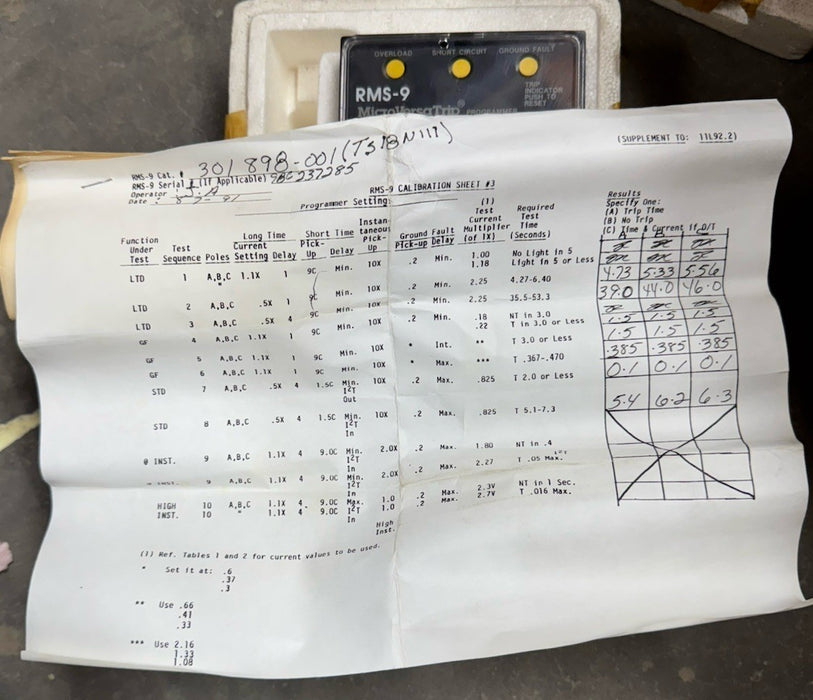 OVERLOAD SHORT CIRCUIT GROUND FAULT
RMS-9
TRIP
INDICATOR
PUSH TO
RESET
MicroVersaTrip® PROGRAMMER
(SUPPLEMENT TO: 11L92.2)
RMS-9 Cat. # 301 898-001 (TS18N111)
RMS-9 Serial # (If Applicable)
Operator
Date
RMS-9 CALIBRATION SHEET #3
Programmer Setting:
Results
Specify One:
(A) Trip Time
(B) No Trip
(C) Time & Current If O/T
Function Under Test
Test Sequence
Poles
Long Time
Current Setting Delay
Short Time
Pick-Up Delay
Instantaneous Pick-Up
Ground Fault
Pick-up Delay
(1) Test Current Multiplier (of 1X)
Required Test Time (Seconds)
A B C
LTD 1 A,B,C 1.1X 1 9C Min. 10X .2 Min. 1.00 No Light in 5
1.18 Light in 5 or Less
LTD 2 A,B,C .5X 1 9C Min. 10X .2 Min. 2.25 4.27-6.40 4.73 5.33 5.56
LTD 3 A,B,C .5X 4 9C Min. 10X .2 Min. 2.25 35.5-53.3 39.0 44.0 46.0
GF 4 A,B,C 1.1X 1 9C Min. 10X .2 Min. .18 NT in 3.0
.22 T in 3.0 or Less 1.5 1.5 1.5
GF 5 A,B,C 1.1X 1 9C Min. 10X * Int. ** T 3.0 or Less 1.5 1.5 1.5
GF 6 A,B,C 1.1X 1 9C Min. 10X * Max. *** T .367-.470 .385 .385 .385
STD 7 A,B,C .5X 4 1.5C Min. 10X .2 Max. .825 T 2.0 or Less 0.1 0.1 0.1
I²T
Out
STD 8 A,B,C .5X 4 1.5C Min. 10X .2 Max. .825 T 5.1-7.3 5.4 6.2 6.3
I²T
In
@ INST. 9 A,B,C 1.1X 4 9.0C Min. 2.0X .2 Max. 1.80 NT in .4
I²T
In
9 A,B,C 1.1X 4 9.0C Min. 2.0X .2 Max. 2.27 T .05 Max.
I²T
In
HIGH 10 A,B,C 1.1X 4 9.0C Max. 1.0 .2 Max. 2.3V NT in 1 Sec.
INST. 10 " 1.1X 4 9.0C I²T 1.0 .2 Max. 2.7V T .016 Max.
In
High
Inst.
(1) Ref. Tables 1 and 2 for current values to be used.
* Set it at: .6
.37
.3
** Use .66
.41
.33
*** Use 2.16
1.33
1.08